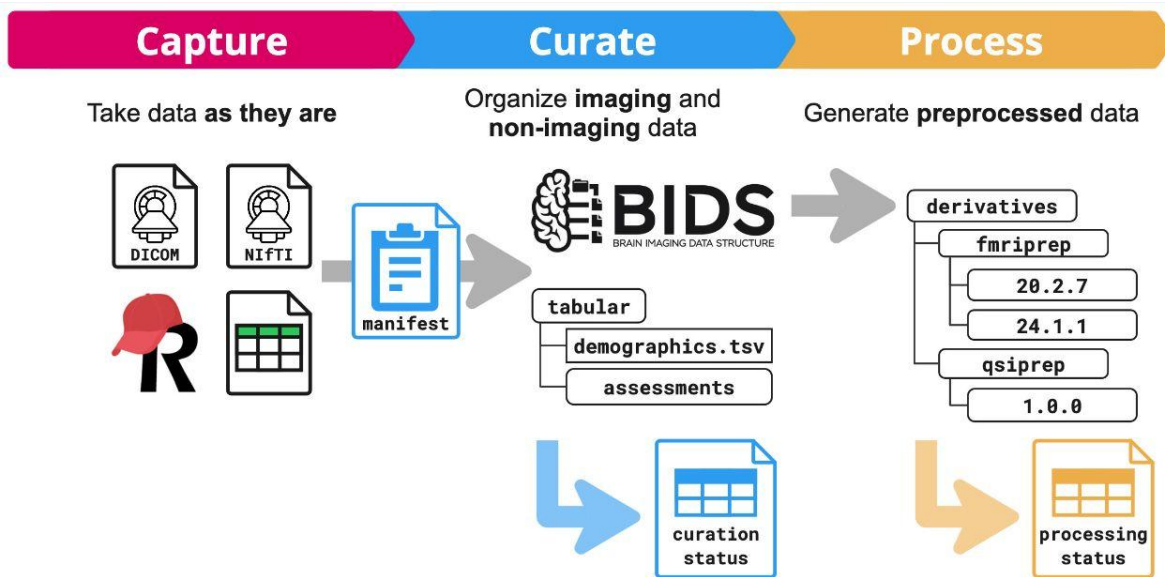 Capture
Curate
Process
Take data as they are
Organize imaging and
non-imaging data
Generate preprocessed data
DICOM
NIfTI
R
manifest
BIDS
BRAIN IMAGING DATA STRUCTURE
tabular
demographics.tsv
assessments
curation
status
derivatives
fmriprep
20.2.7
24.1.1
qsiprep
1.0.0
processing
status